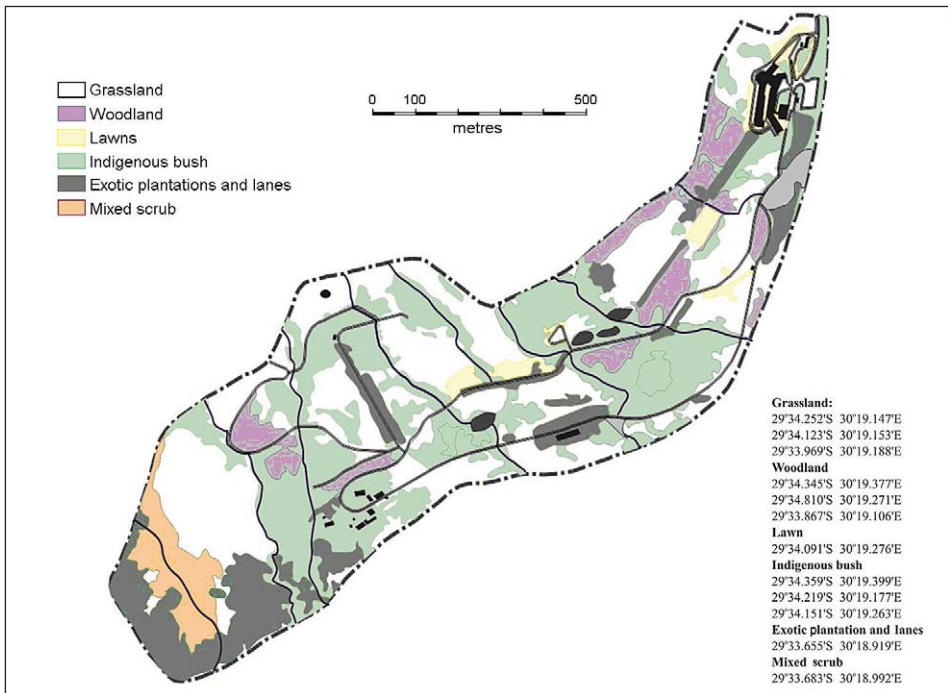 Grassland
Woodland
Lawns
Indigenous bush
Exotic plantations and lanes
Mixed scrub
0 100 500
metres
Grassland:
29°34.252'S 30°19.147'E
29°34.123'S 30°19.153'E
29°33.969'S 30°19.188'E
Woodland
29°34.345'S 30°19.377'E
29°34.810'S 30°19.271'E
29°33.867'S 30°19.106'E
Lawn
29°34.091'S 30°19.276'E
Indigenous bush
29°34.359'S 30°19.399'E
29°34.219'S 30°19.177'E
29°34.151'S 30°19.263'E
Exotic plantation and lanes
29°33.655'S 30°18.919'E
Mixed scrub
29°33.683'S 30°18.992'E